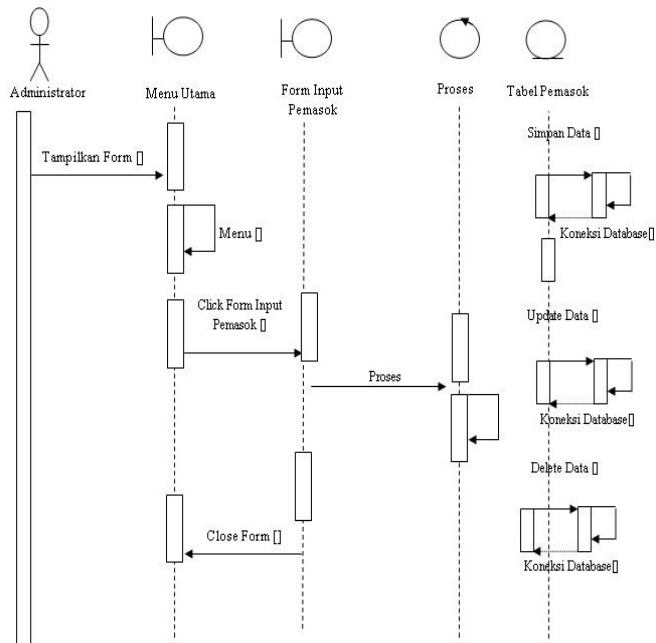 Administrator
Menu Utama
Form Input
Pemasok
Proses
Tabel Pemasok
Simpan Data []
Tampilkan Form []
Menu []
Koneksi Database[]
Click Form Input
Pemasok []
Update Data []
Proses
Koneksi Database[]
Delete Data []
Close Form []
Koneksi Database[]